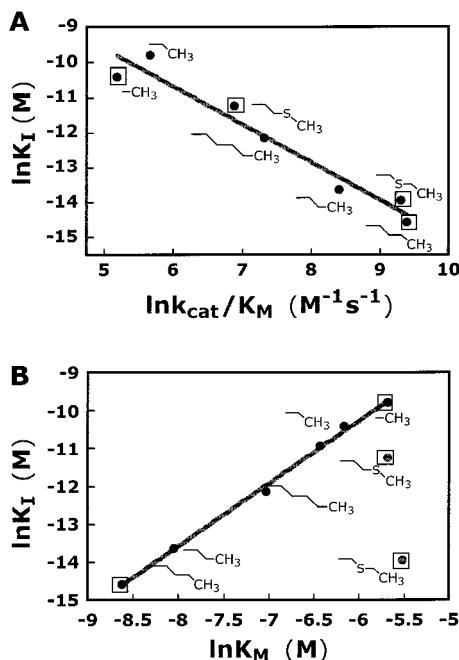 A
-9
-10
-11
-12
-13
-14
-15
lnK_I (M)
CH3
-CH3
S CH3
CH3
CH3
S CH3
CH3
5 6 7 8 9 10
lnk_cat/K_M (M⁻¹s⁻¹)
B
-9
-10
-11
-12
-13
-14
-15
lnK_I (M)
CH3
-CH3
S CH3
CH3
CH3
CH3
S CH3
-9 -8.5 -8 -7.5 -7 -6.5 -6 -5.5 -5
lnK_M (M)